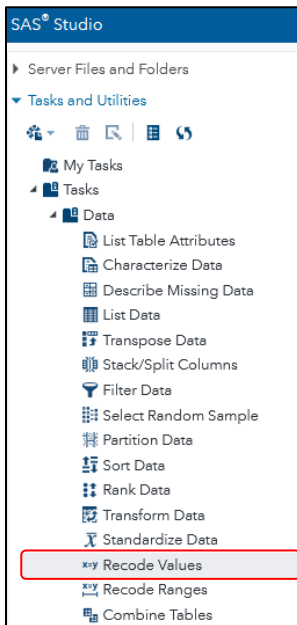 SAS® Studio
Server Files and Folders
Tasks and Utilities
My Tasks
Tasks
Data
List Table Attributes
Characterize Data
Describe Missing Data
List Data
Transpose Data
Stack/Split Columns
Filter Data
Select Random Sample
Partition Data
Sort Data
Rank Data
Transform Data
Standardize Data
x=y Recode Values
x=y Recode Ranges
Combine Tables